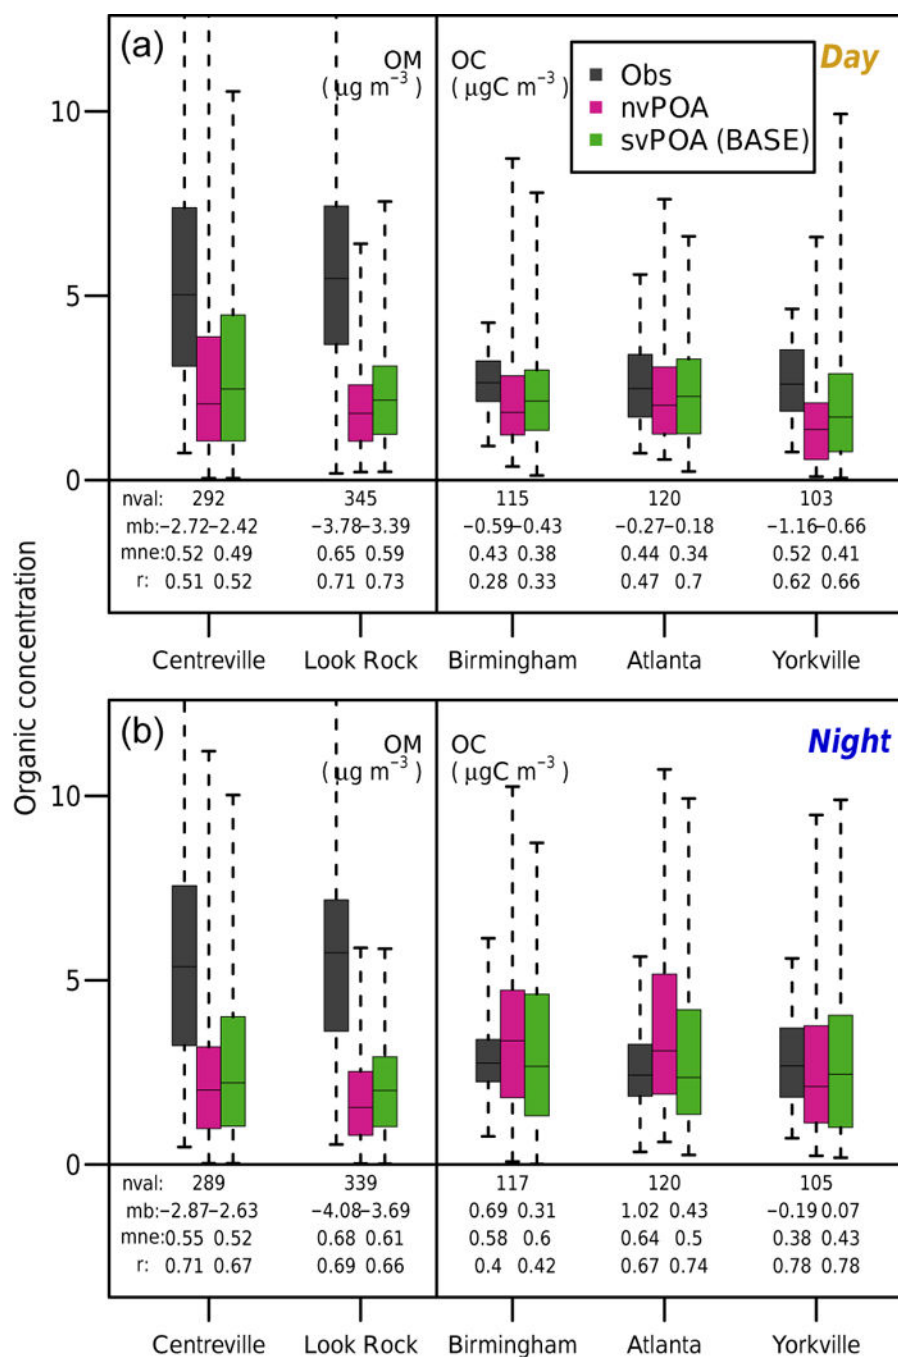 (a)
OM
( μg m⁻³ )
OC
( μgC m⁻³ )
Day
Obs
nvPOA
svPOA (BASE)
10
5
0
nval: 292 345 115 120 103
mb: −2.72 −2.42 −3.78 −3.39 −0.59 −0.43 −0.27 −0.18 −1.16 −0.66
mne: 0.52 0.49 0.65 0.59 0.43 0.38 0.44 0.34 0.52 0.41
r: 0.51 0.52 0.71 0.73 0.28 0.33 0.47 0.7 0.62 0.66
Centreville Look Rock Birmingham Atlanta Yorkville
Organic concentration
(b)
OM
( μg m⁻³ )
OC
( μgC m⁻³ )
Night
10
5
0
nval: 289 339 117 120 105
mb: −2.87 −2.63 −4.08 −3.69 0.69 0.31 1.02 0.43 −0.19 0.07
mne: 0.55 0.52 0.68 0.61 0.58 0.6 0.64 0.5 0.38 0.43
r: 0.71 0.67 0.69 0.66 0.4 0.42 0.67 0.74 0.78 0.78
Centreville Look Rock Birmingham Atlanta Yorkville